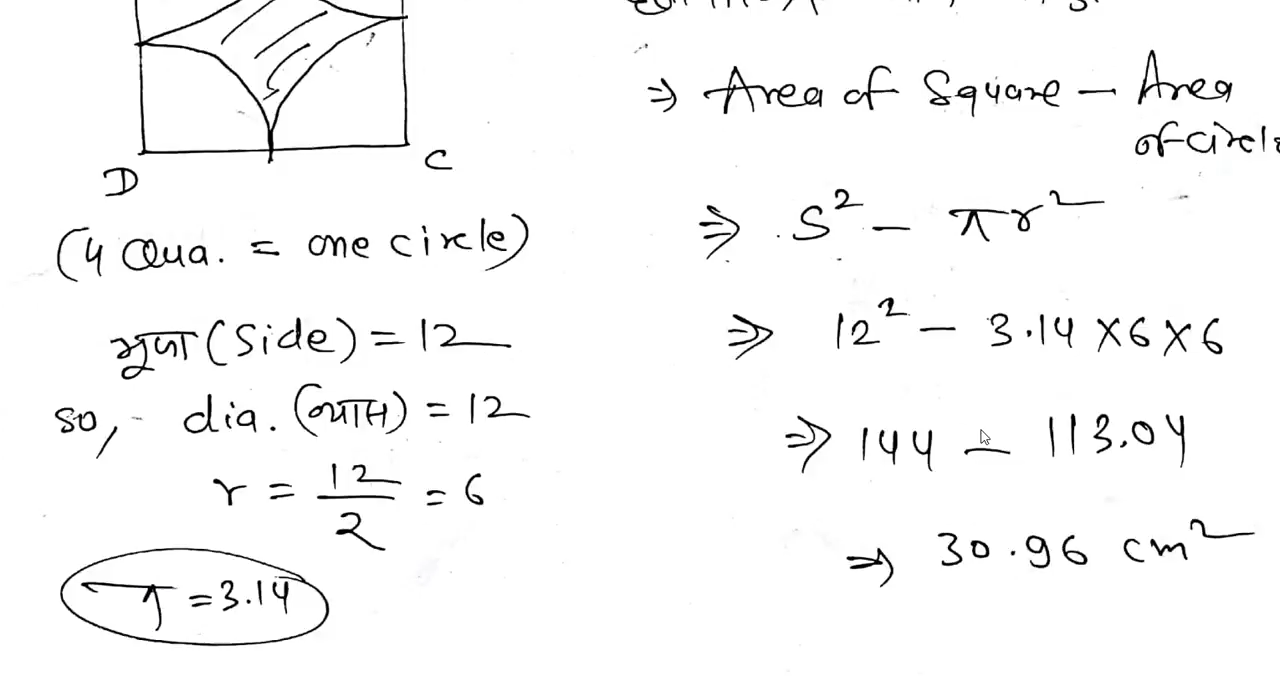 D
C
(4 Qua. = one circle)
भूजा (Side) = 12
so, dia. (व्यास) = 12
r = 12/2 = 6
π = 3.14
⇒ Area of Square – Area of circle
⇒ S² – πr²
⇒ 12² – 3.14 × 6 × 6
⇒ 144 – 113.04
⇒ 30.96 cm²